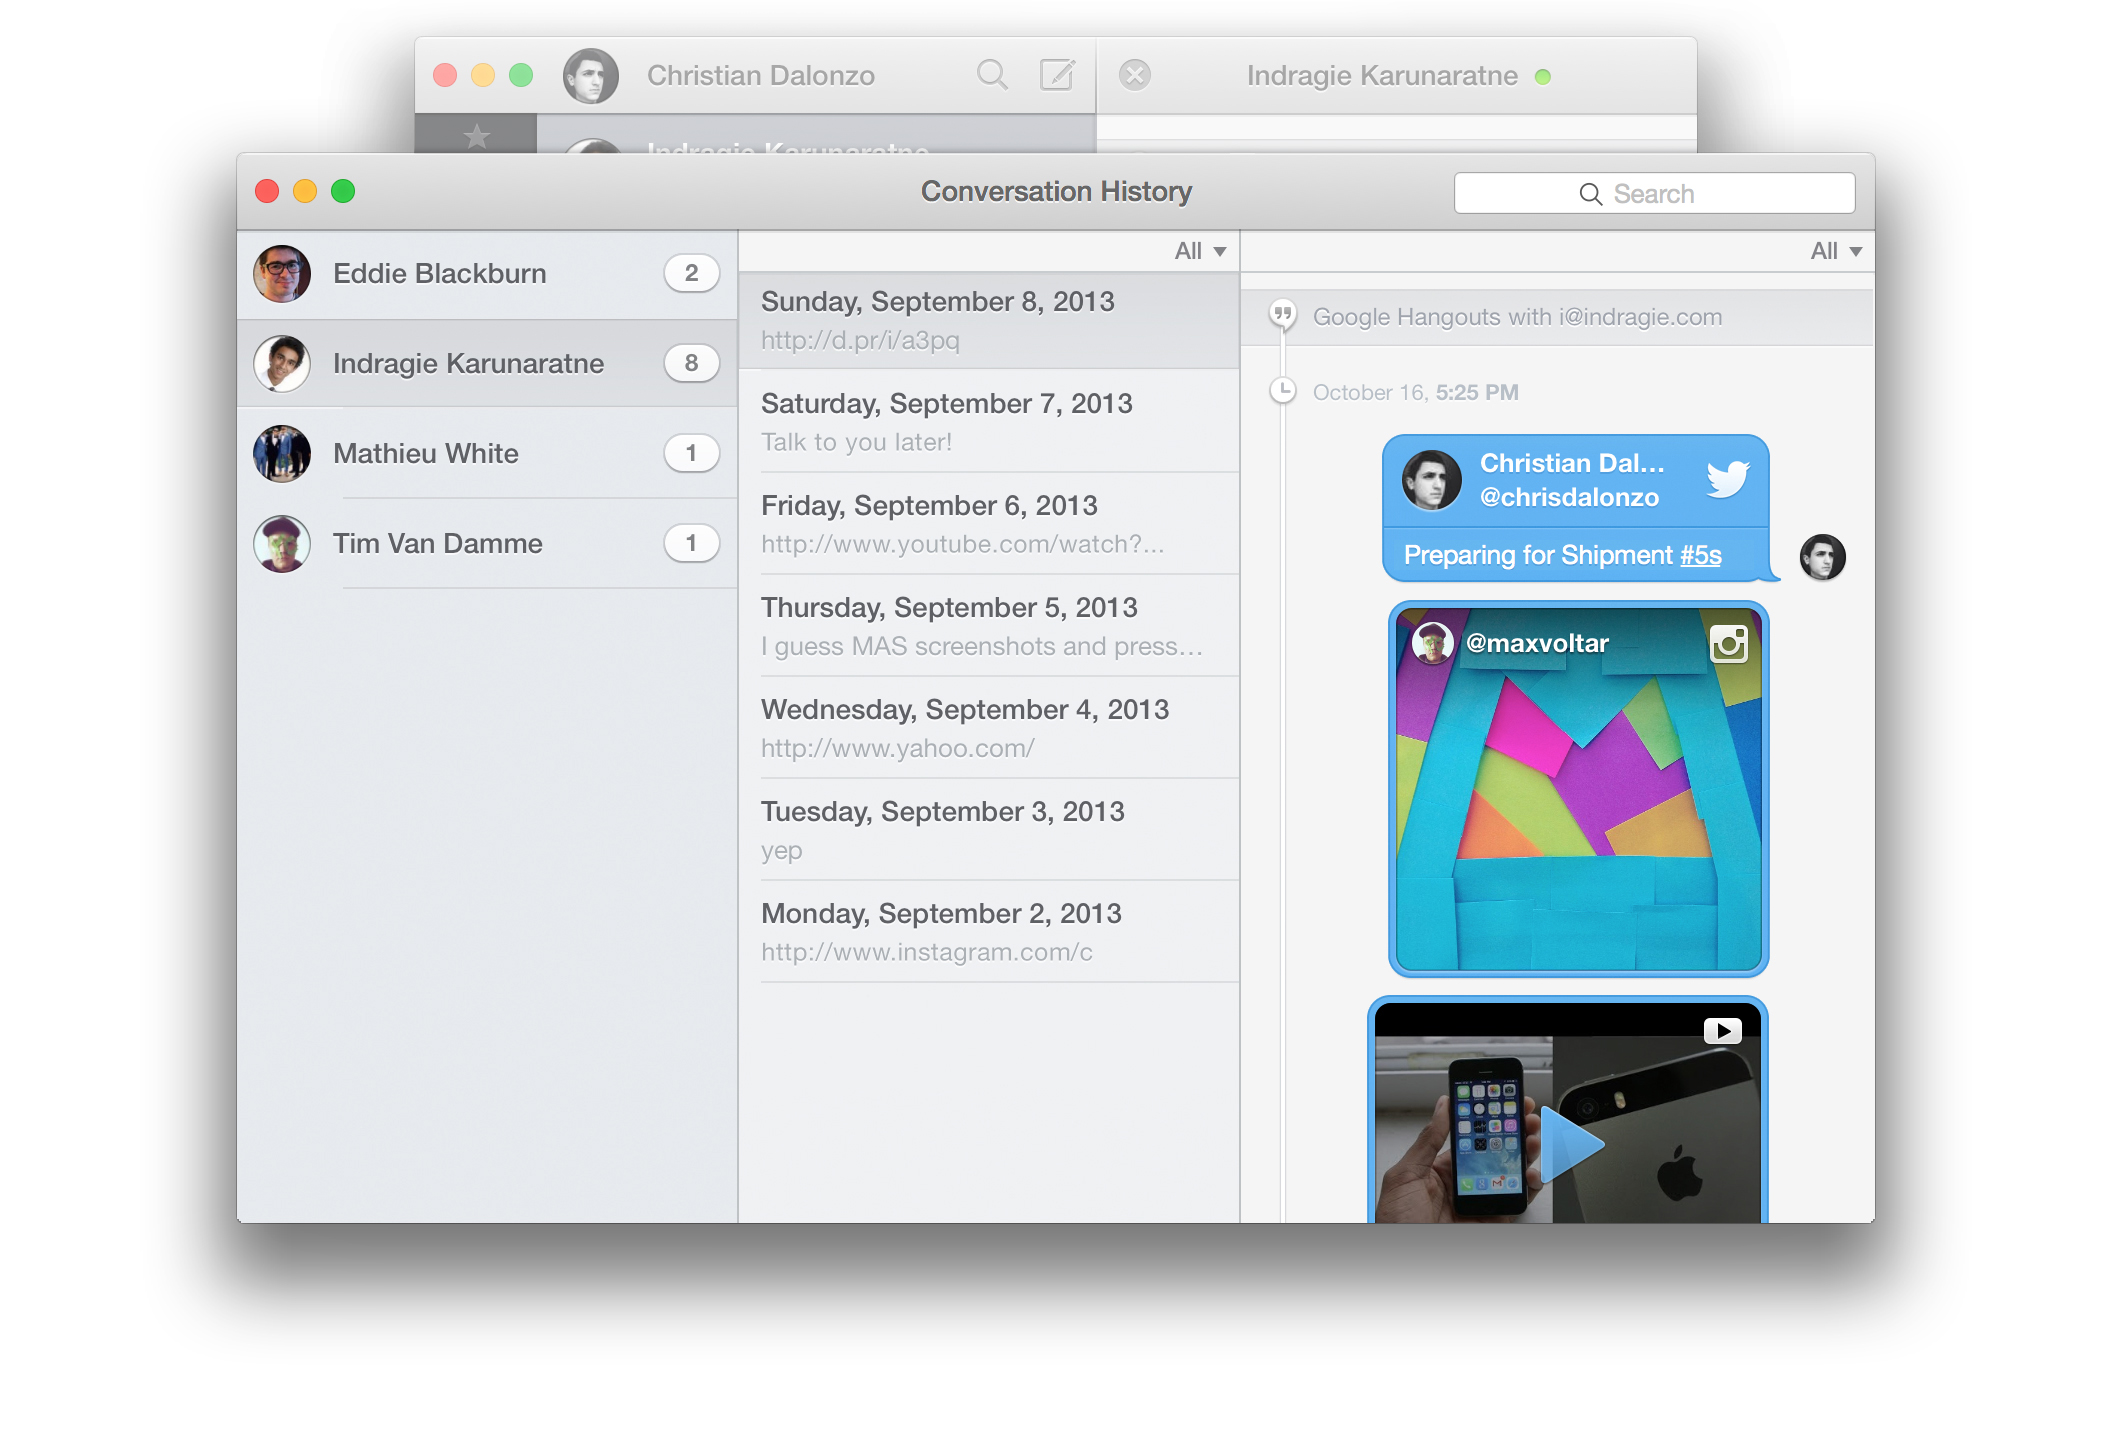 Christian Dalonzo
Indragie Karunaratne
Indragie Karunaratne
Conversation History
Search
Eddie Blackburn 2
Indragie Karunaratne 8
Mathieu White 1
Tim Van Damme 1
All
Sunday, September 8, 2013
http://d.pr/i/a3pq
Saturday, September 7, 2013
Talk to you later!
Friday, September 6, 2013
http://www.youtube.com/watch?...
Thursday, September 5, 2013
I guess MAS screenshots and press...
Wednesday, September 4, 2013
http://www.yahoo.com/
Tuesday, September 3, 2013
yep
Monday, September 2, 2013
http://www.instagram.com/c
All
Google Hangouts with i@indragie.com
October 16, 5:25 PM
Christian Dal...
@chrisdalonzo
Preparing for Shipment #5s
@maxvoltar